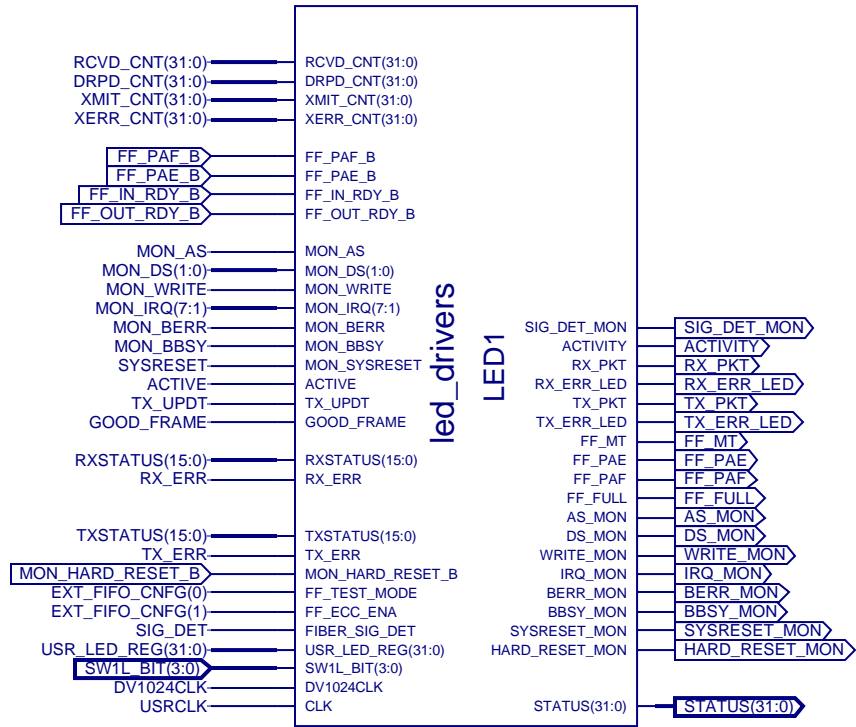 RCVD_CNT(31:0) RCVD_CNT(31:0)
DRPD_CNT(31:0) DRPD_CNT(31:0)
XMIT_CNT(31:0) XMIT_CNT(31:0)
XERR_CNT(31:0) XERR_CNT(31:0)
FF_PAF_B FF_PAF_B
FF_PAE_B FF_PAE_B
FF_IN_RDY_B FF_IN_RDY_B
FF_OUT_RDY_B FF_OUT_RDY_B
MON_AS MON_AS
MON_DS(1:0) MON_DS(1:0)
MON_WRITE MON_WRITE
MON_IRQ(7:1) MON_IRQ(7:1)
MON_BERR MON_BERR
MON_BBSY MON_BBSY
SYSRESET MON_SYSRESET
ACTIVE ACTIVE
TX_UPDT TX_UPDT
GOOD_FRAME GOOD_FRAME
RXSTATUS(15:0) RXSTATUS(15:0)
RX_ERR RX_ERR
TXSTATUS(15:0) TXSTATUS(15:0)
TX_ERR TX_ERR
MON_HARD_RESET_B MON_HARD_RESET_B
EXT_FIFO_CNFG(0) FF_TEST_MODE
EXT_FIFO_CNFG(1) FF_ECC_ENA
SIG_DET FIBER_SIG_DET
USR_LED_REG(31:0) USR_LED_REG(31:0)
SW1L_BIT(3:0) SW1L_BIT(3:0)
DV1024CLK DV1024CLK
USRCLK CLK
led_drivers
LED1
SIG_DET_MON SIG_DET_MON
ACTIVITY ACTIVITY
RX_PKT RX_PKT
RX_ERR_LED RX_ERR_LED
TX_PKT TX_PKT
TX_ERR_LED TX_ERR_LED
FF_MT FF_MT
FF_PAE FF_PAE
FF_PAF FF_PAF
FF_FULL FF_FULL
AS_MON AS_MON
DS_MON DS_MON
WRITE_MON WRITE_MON
IRQ_MON IRQ_MON
BERR_MON BERR_MON
BBSY_MON BBSY_MON
SYSRESET_MON SYSRESET_MON
HARD_RESET_MON HARD_RESET_MON
STATUS(31:0) STATUS(31:0)